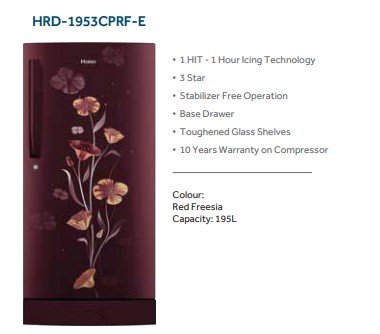 HRD-1953CPRF-E
Haier
• 1 HIT - 1 Hour Icing Technology
• 3 Star
• Stabilizer Free Operation
• Base Drawer
• Toughened Glass Shelves
• 10 Years Warranty on Compressor
Colour:
Red Freesia
Capacity: 195L